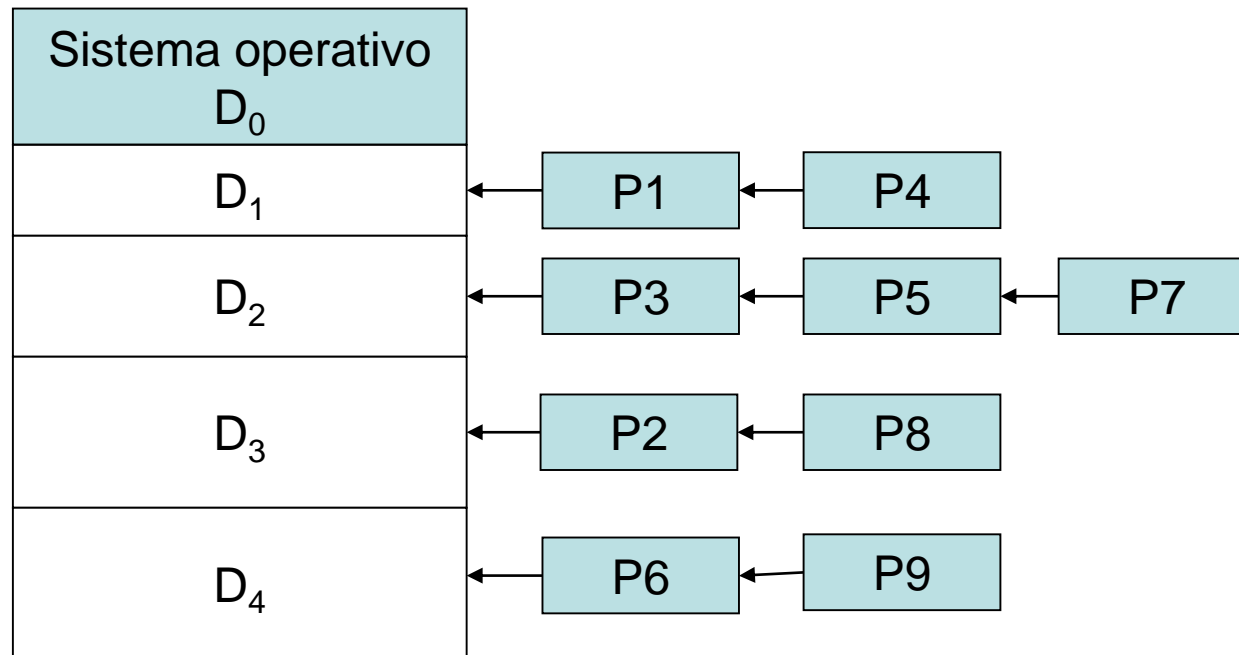 Sistema operativo
D₀
D₁
P1
P4
D₂
P3
P5
P7
D₃
P2
P8
D₄
P6
P9